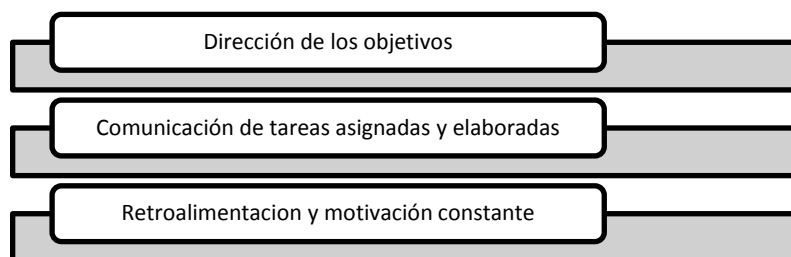 Dirección de los objetivos
Comunicación de tareas asignadas y elaboradas
Retroalimentacion y motivación constante